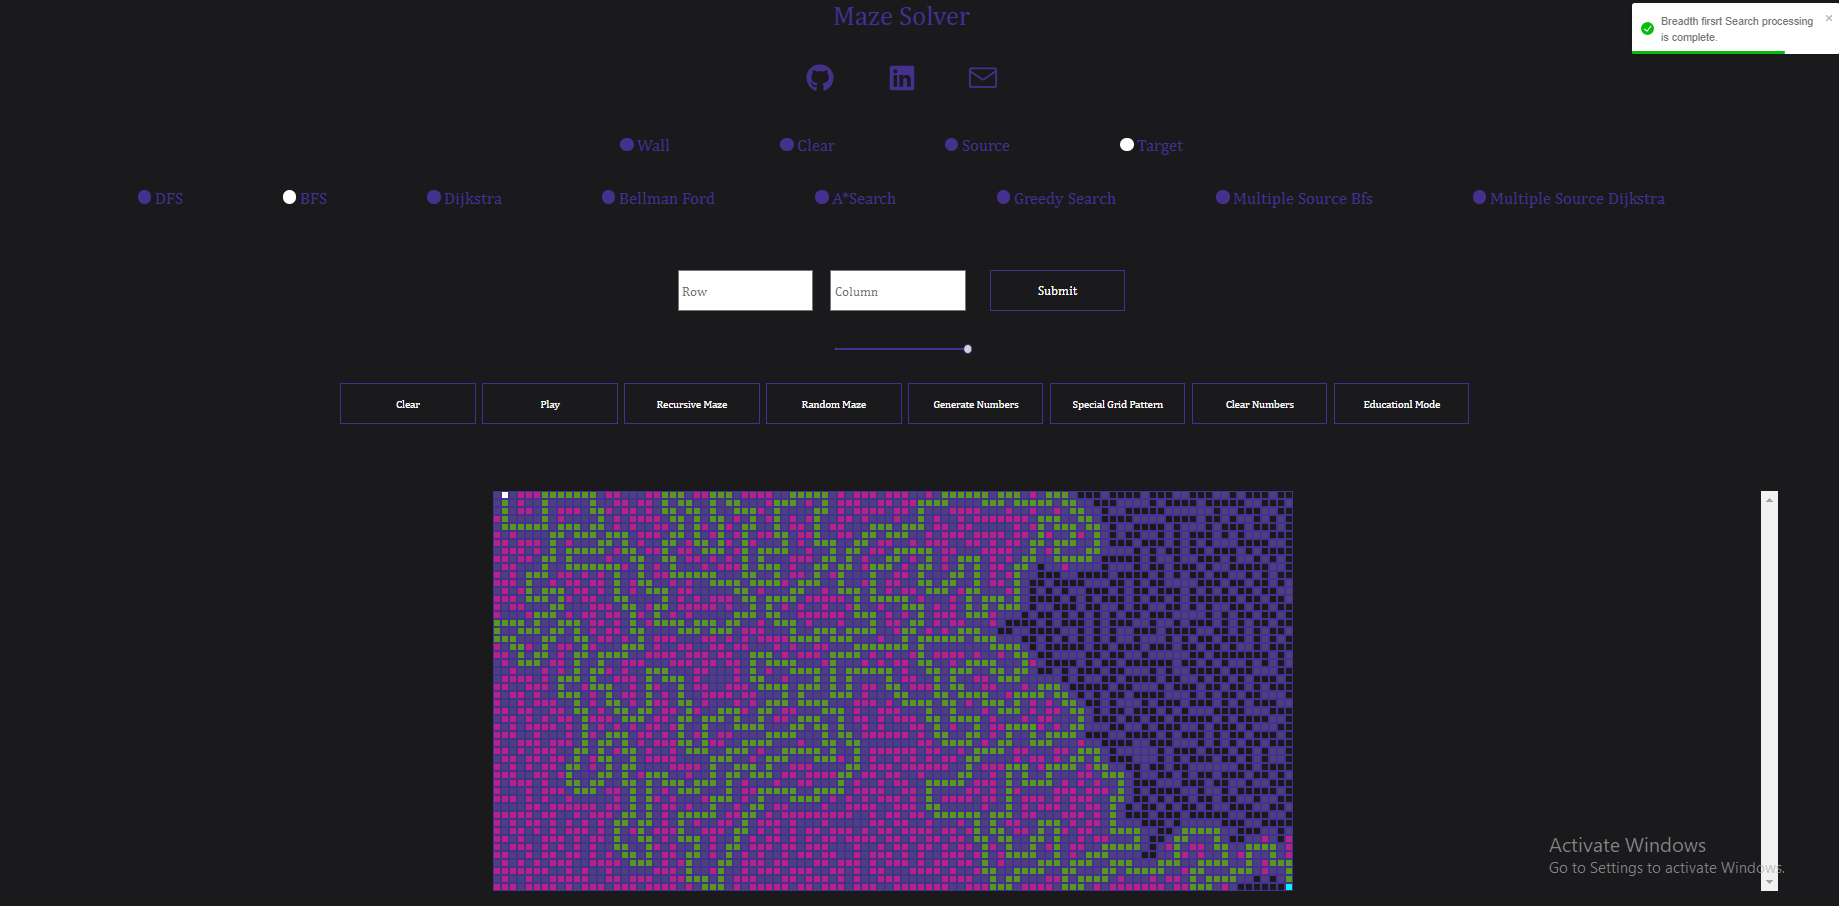 Maze Solver
Breadth firsrt Search processing
is complete.
×
in
Wall Clear Source Target
DFS BFS Dijkstra Bellman Ford A*Search Greedy Search Multiple Source Bfs Multiple Source Dijkstra
Row Column Submit
Clear Play Recursive Maze Random Maze Generate Numbers Special Grid Pattern Clear Numbers Educationl Mode
Activate Windows
Go to Settings to activate Windows.